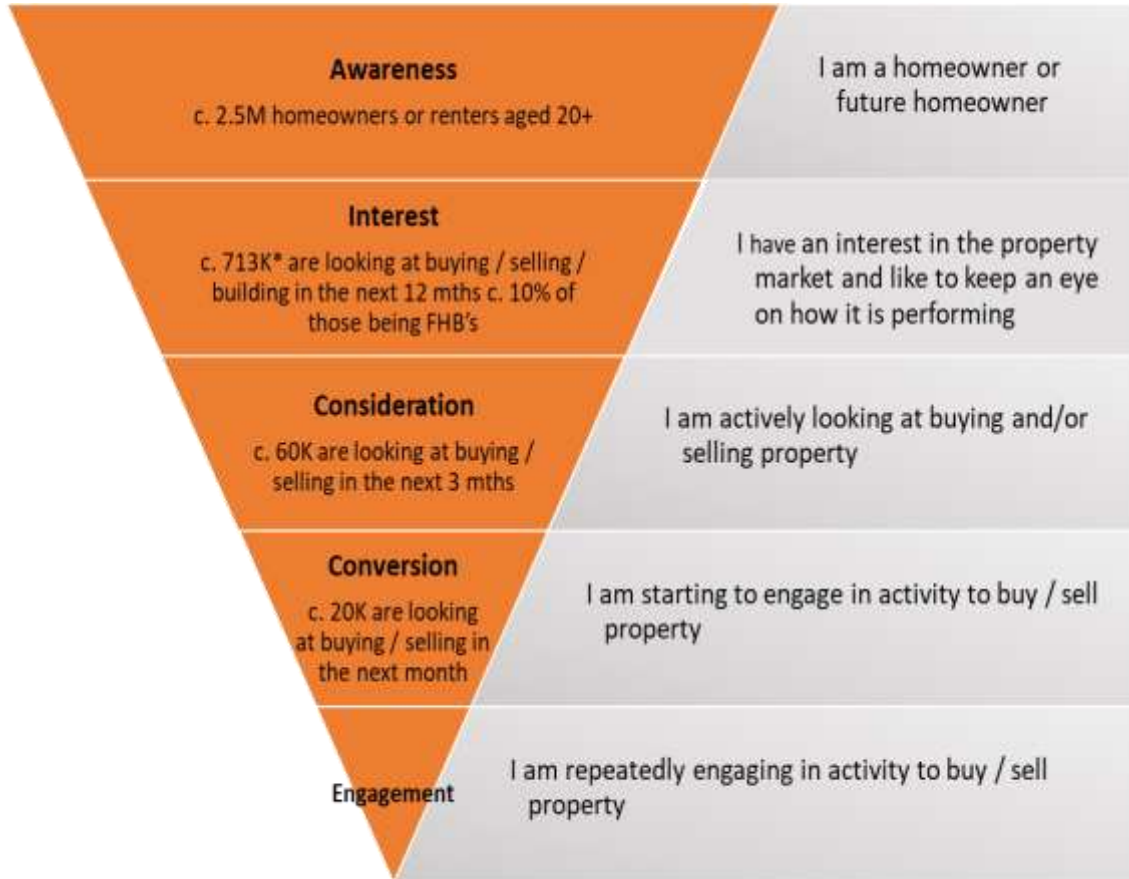 Awareness
c. 2.5M homeowners or renters aged 20+
I am a homeowner or
future homeowner
Interest
c. 713K* are looking at buying / selling /
building in the next 12 mths c. 10% of
those being FHB's
I have an interest in the property
market and like to keep an eye
on how it is performing
Consideration
c. 60K are looking at buying /
selling in the next 3 mths
I am actively looking at buying and/or
selling property
Conversion
c. 20K are looking
at buying / selling in
the next month
I am starting to engage in activity to buy / sell
property
Engagement
I am repeatedly engaging in activity to buy / sell
property